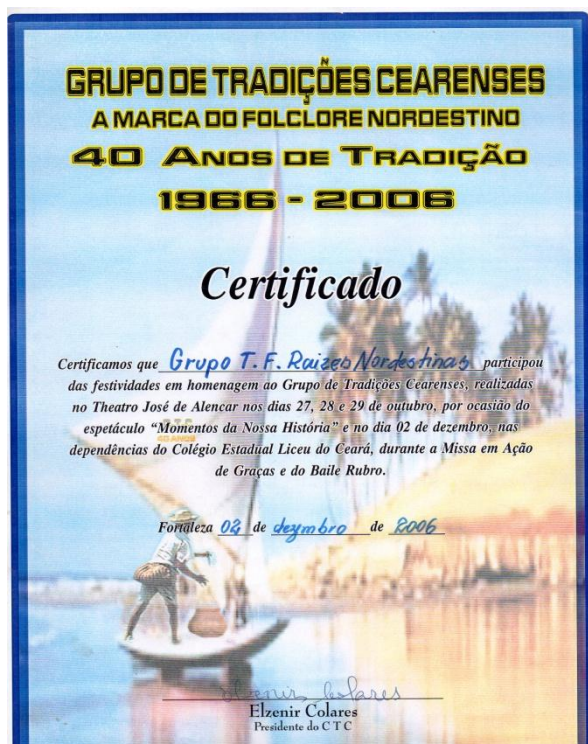 GRUPO DE TRADIÇÕES CEARENSES
A MARCA DO FOLCLORE NORDESTINO
40 ANOS DE TRADIÇÃO
1966 - 2006
Certificado
Certificamos que Grupo T. F. Raizes Nordestinas participou
das festividades em homenagem ao Grupo de Tradições Cearenses, realizadas
no Theatro José de Alencar nos dias 27, 28 e 29 de outubro, por ocasião do
espetáculo “Momentos da Nossa História” e no dia 02 de dezembro, nas
40 ANOS
dependências do Colégio Estadual Liceu do Ceará, durante a Missa em Ação
de Graças e do Baile Rubro.
Fortaleza 02 de dezembro de 2006
Elzenir Colares
Elzenir Colares
Presidente do C T C